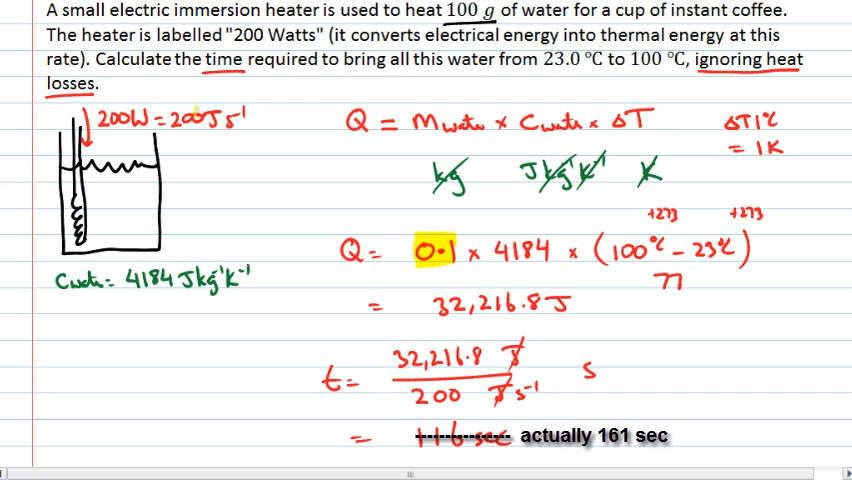 A small electric immersion heater is used to heat 100 g of water for a cup of instant coffee.
The heater is labelled "200 Watts" (it converts electrical energy into thermal energy at this
rate). Calculate the time required to bring all this water from 23.0 °C to 100 °C, ignoring heat
losses.
200W = 200J s⁻¹
Q = Mwater × Cwater × ΔT
ΔT 1°C
= 1K
kg J kg⁻¹ K⁻¹ K
+273 +273
Q = 0.1 × 4184 × (100°C - 23°C)
77
Cwater = 4184 J kg⁻¹ K⁻¹
= 32,216.8 J
t = 32,216.8 J
200 J s⁻¹
s
= 116 sec actually 161 sec